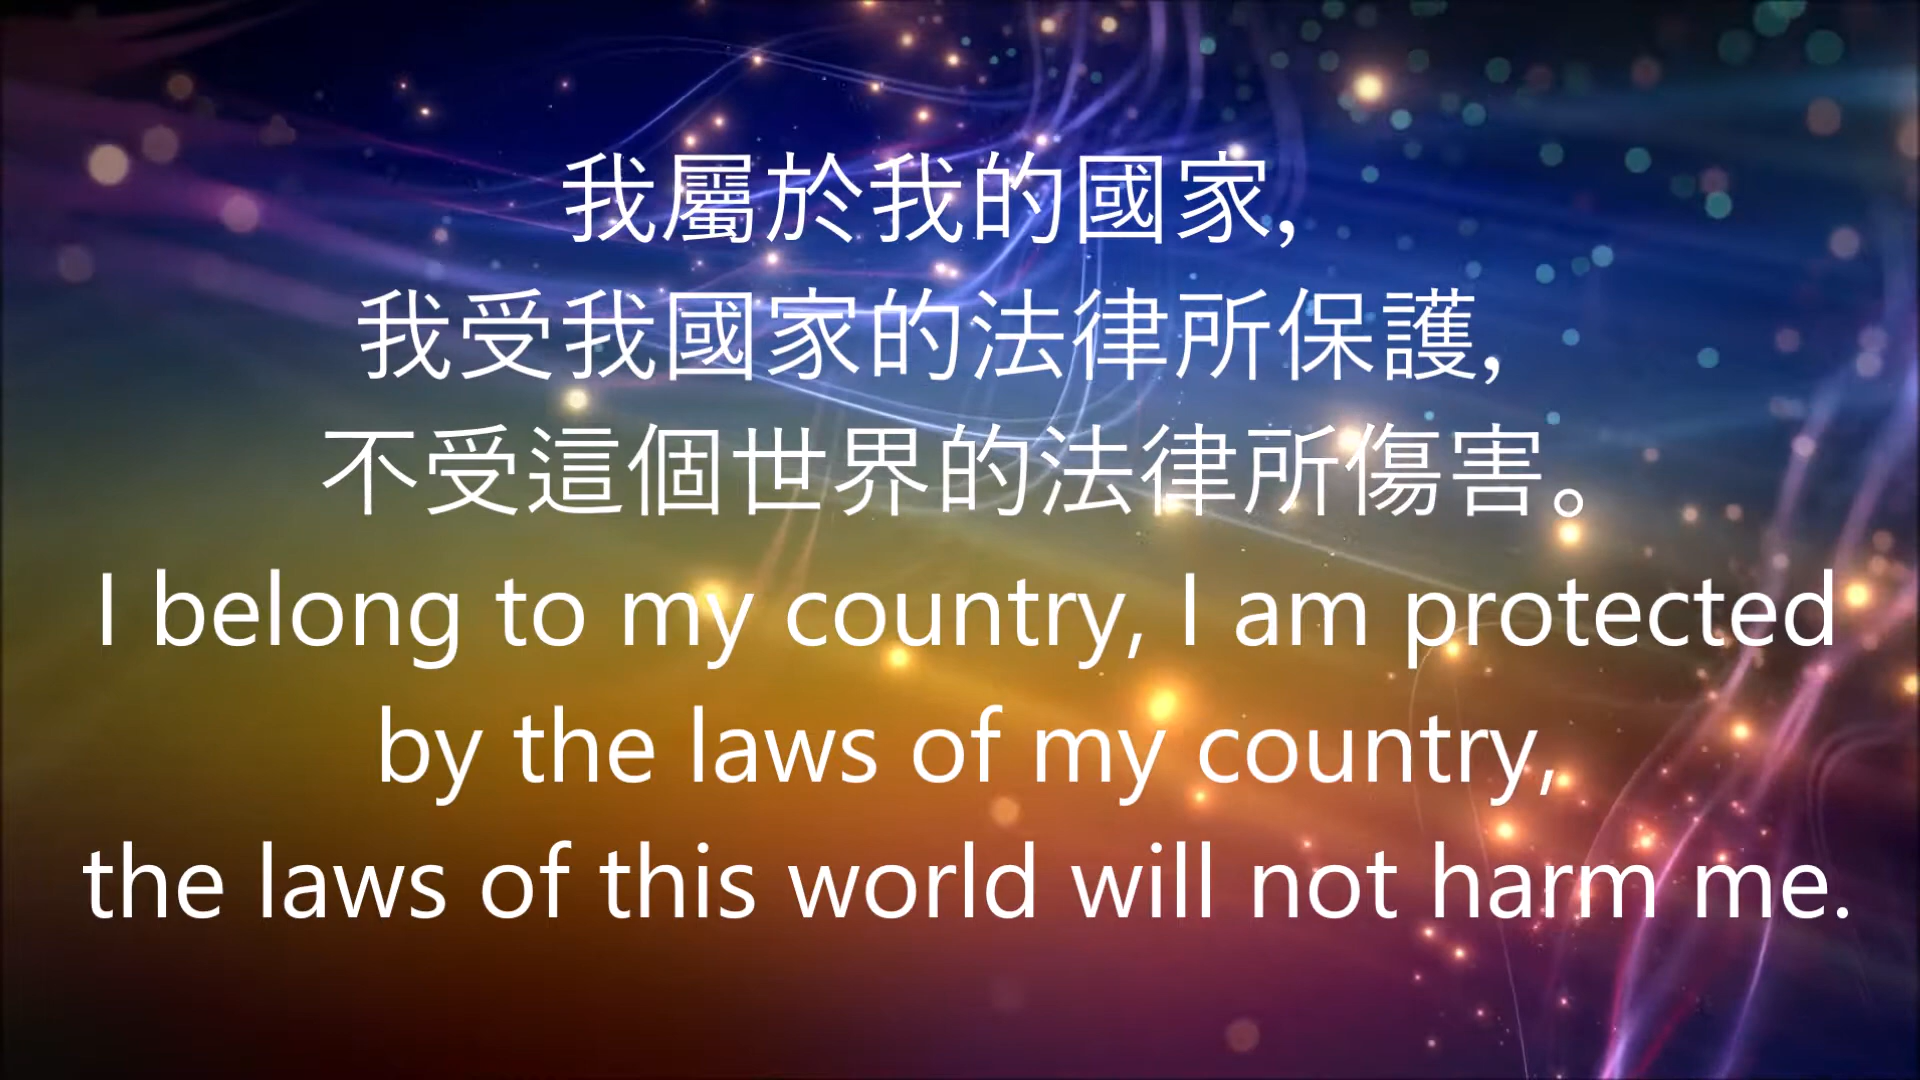 我屬於我的國家,
我受我國家的法律所保護,
不受這個世界的法律所傷害。
I belong to my country, I am protected
by the laws of my country,
the laws of this world will not harm me.